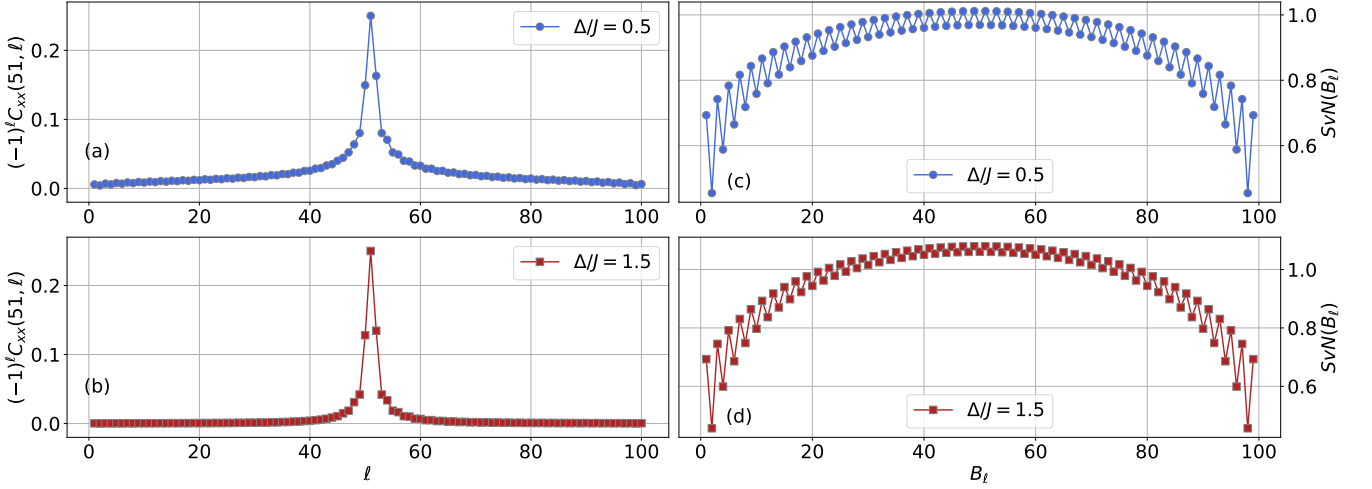 (−1)^ℓ C_xx(51, ℓ)
0.2
0.1
0.0
(a)
Δ/J = 0.5
0 20 40 60 80 100
(−1)^ℓ C_xx(51, ℓ)
0.2
0.1
0.0
(b)
Δ/J = 1.5
0 20 40 60 80 100
ℓ
1.0
0.8
0.6
SvN(B_ℓ)
(c)
Δ/J = 0.5
0 20 40 60 80 100
1.0
0.8
0.6
SvN(B_ℓ)
(d)
Δ/J = 1.5
0 20 40 60 80 100
B_ℓ